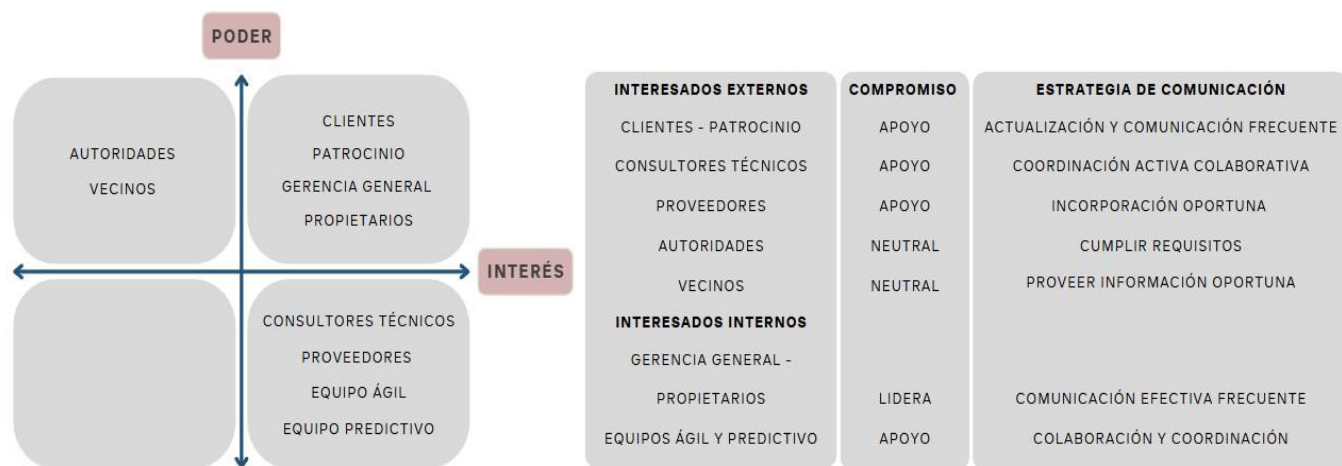 PODER
AUTORIDADES
VECINOS
CLIENTES
PATROCINIO
GERENCIA GENERAL
PROPIETARIOS
INTERÉS
CONSULTORES TÉCNICOS
PROVEEDORES
EQUIPO ÁGIL
EQUIPO PREDICTIVO
INTERESADOS EXTERNOS COMPROMISO ESTRATEGIA DE COMUNICACIÓN
CLIENTES - PATROCINIO APOYO ACTUALIZACIÓN Y COMUNICACIÓN FRECUENTE
CONSULTORES TÉCNICOS APOYO COORDINACIÓN ACTIVA COLABORATIVA
PROVEEDORES APOYO INCORPORACIÓN OPORTUNA
AUTORIDADES NEUTRAL CUMPLIR REQUISITOS
VECINOS NEUTRAL PROVEER INFORMACIÓN OPORTUNA
INTERESADOS INTERNOS
GERENCIA GENERAL -
PROPIETARIOS LIDERA COMUNICACIÓN EFECTIVA FRECUENTE
EQUIPOS ÁGIL Y PREDICTIVO APOYO COLABORACIÓN Y COORDINACIÓN